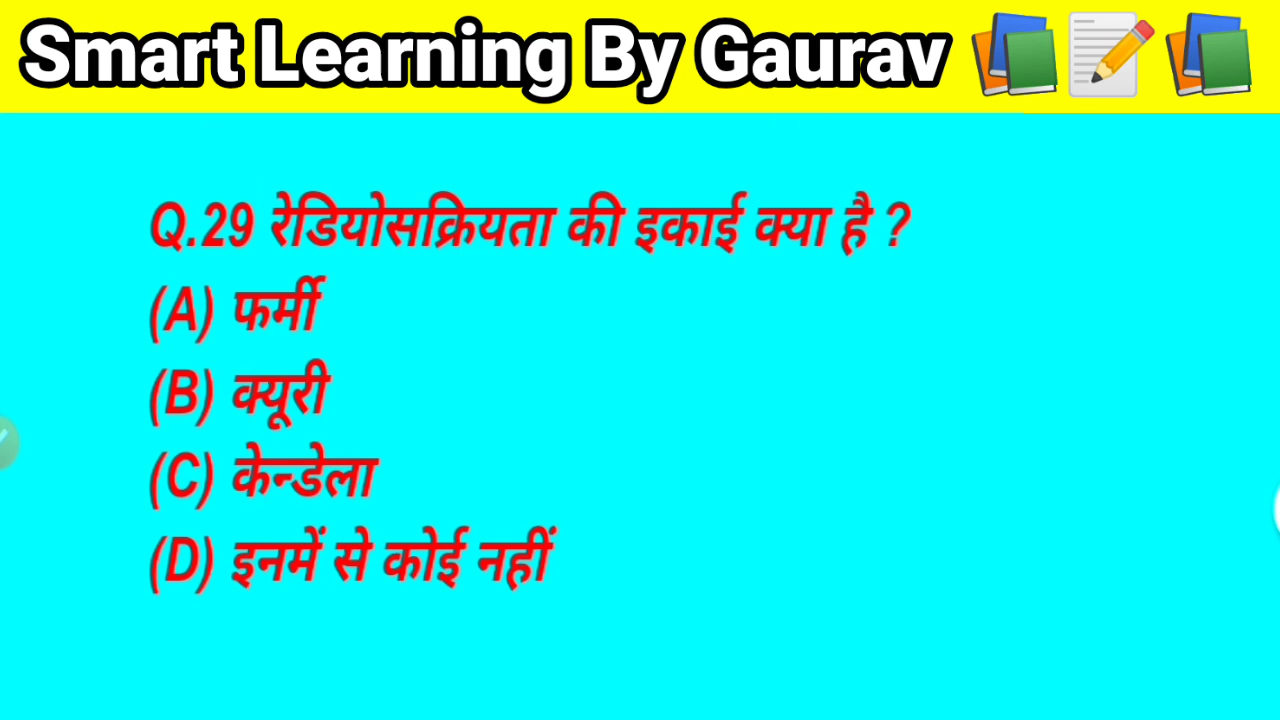 Smart Learning By Gaurav
Q.29 रेडियोसक्रियता की इकाई क्या है ?
(A) फर्मी
(B) क्यूरी
(C) केन्डेला
(D) इनमें से कोई नहीं